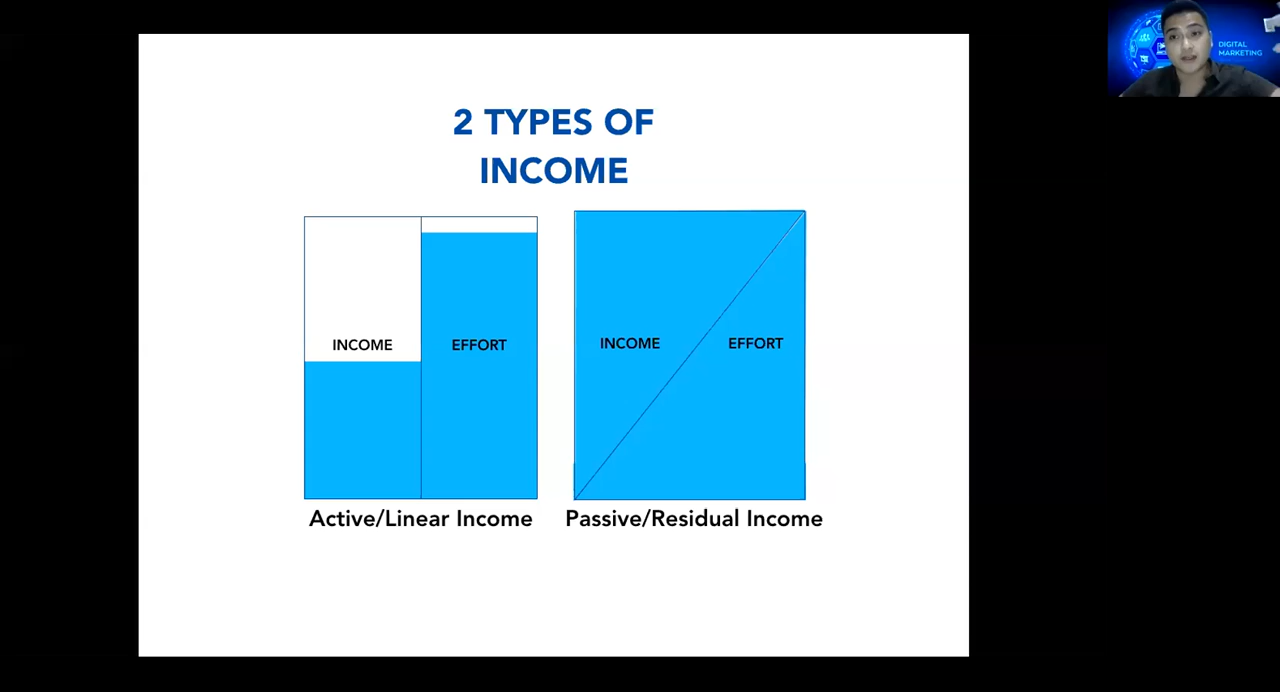 2 TYPES OF
INCOME
INCOME
EFFORT
INCOME
EFFORT
Active/Linear Income
Passive/Residual Income
DIGITAL
MARKETING